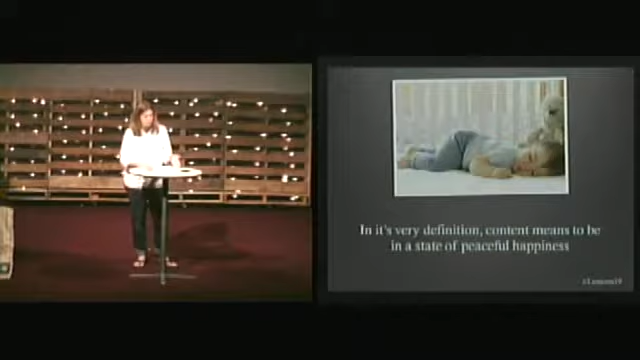 In it's very definition, content means to be
in a state of peaceful happiness